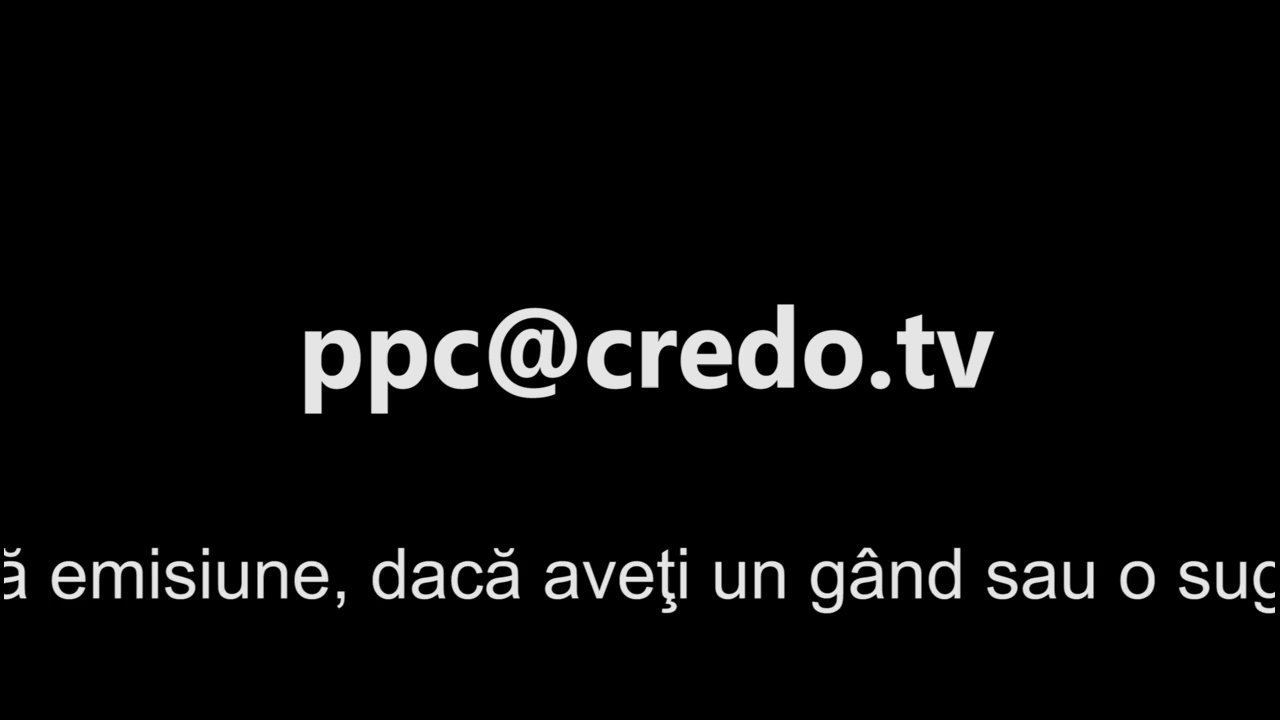 ppc@credo.tv
ă emisiune, dacă aveţi un gând sau o sug